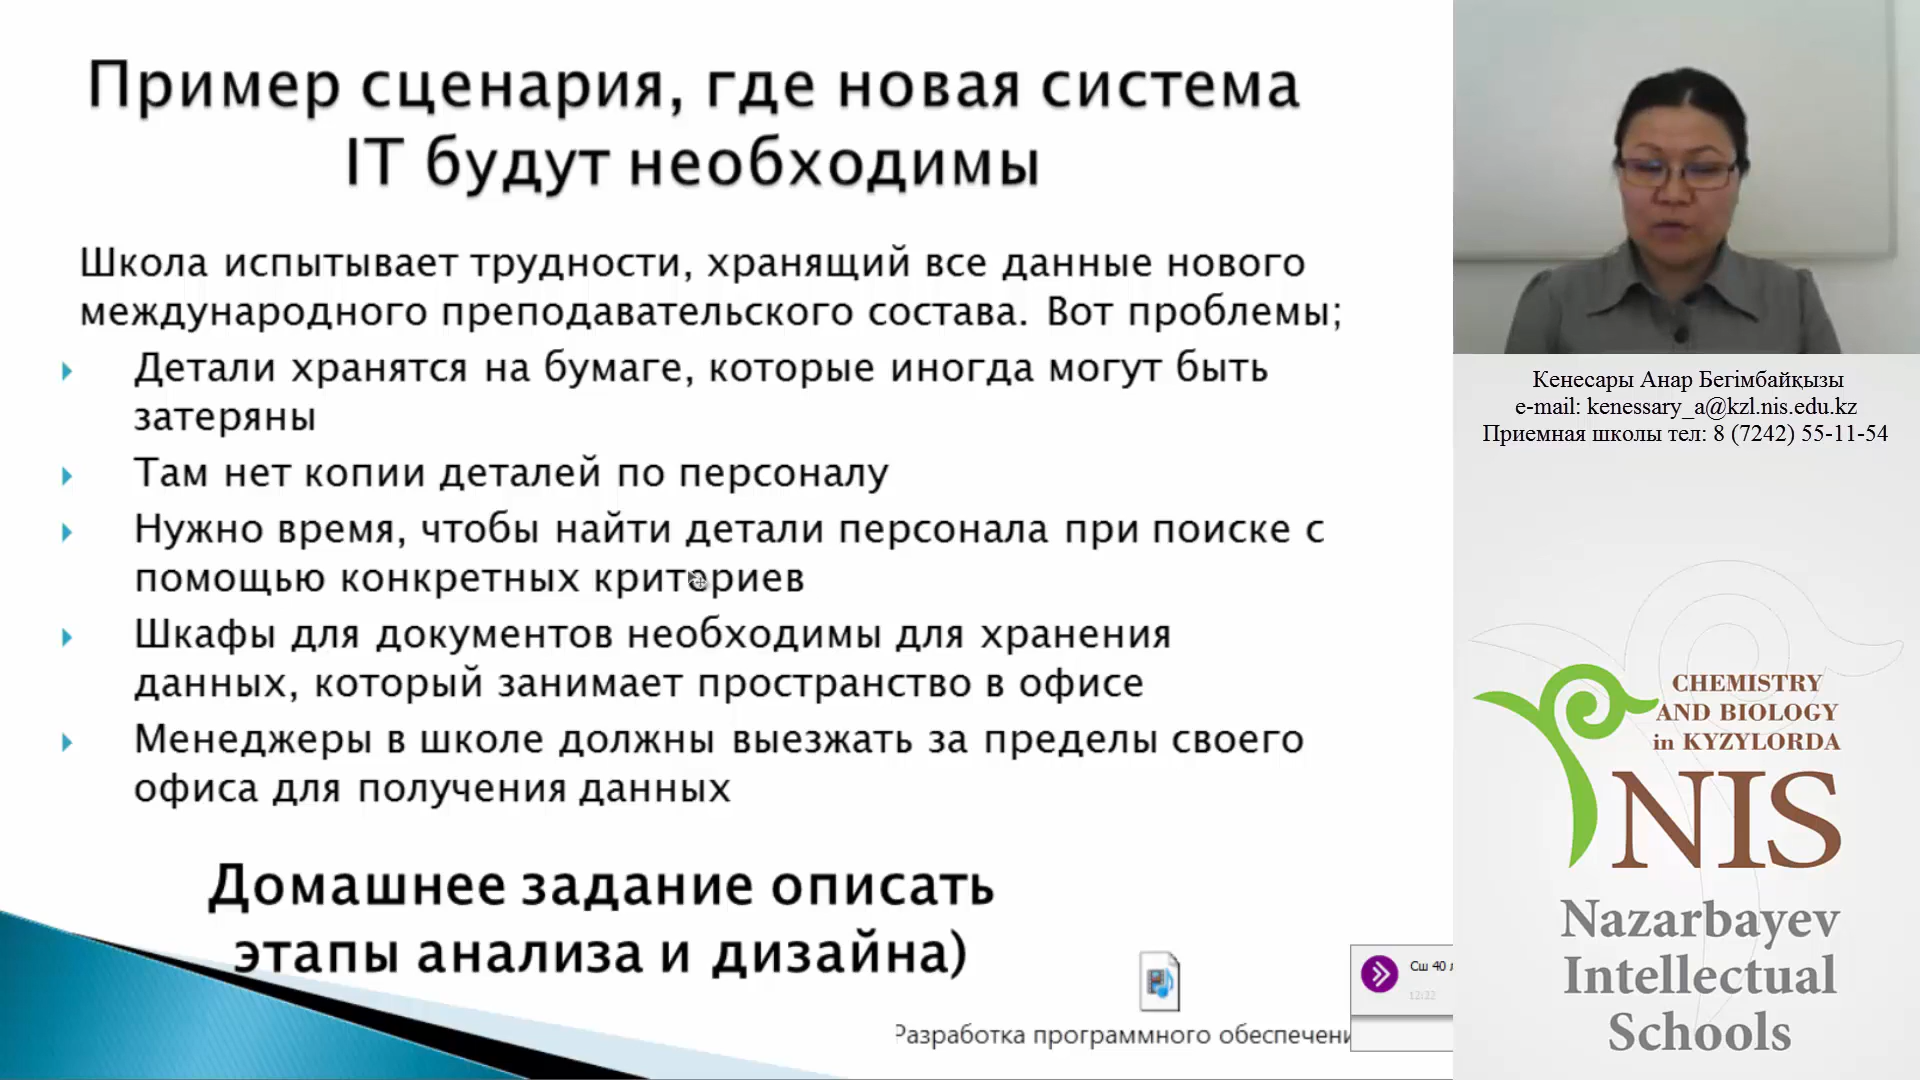 Пример сценария, где новая система
IT будут необходимы
Школа испытывает трудности, хранящий все данные нового
международного преподавательского состава. Вот проблемы;
Детали хранятся на бумаге, которые иногда могут быть
затеряны
Там нет копии деталей по персоналу
Нужно время, чтобы найти детали персонала при поиске с
помощью конкретных критериев
Шкафы для документов необходимы для хранения
данных, который занимает пространство в офисе
Менеджеры в школе должны выезжать за пределы своего
офиса для получения данных
Домашнее задание описать
этапы анализа и дизайна)
Разработка программного обеспечени
Сш 40 л
12:22
Кенесары Анар Бегімбайқызы
e-mail: kenessary_a@kzl.nis.edu.kz
Приемная школы тел: 8 (7242) 55-11-54
CHEMISTRY
AND BIOLOGY
in KYZYLORDA
NIS
Nazarbayev
Intellectual
Schools